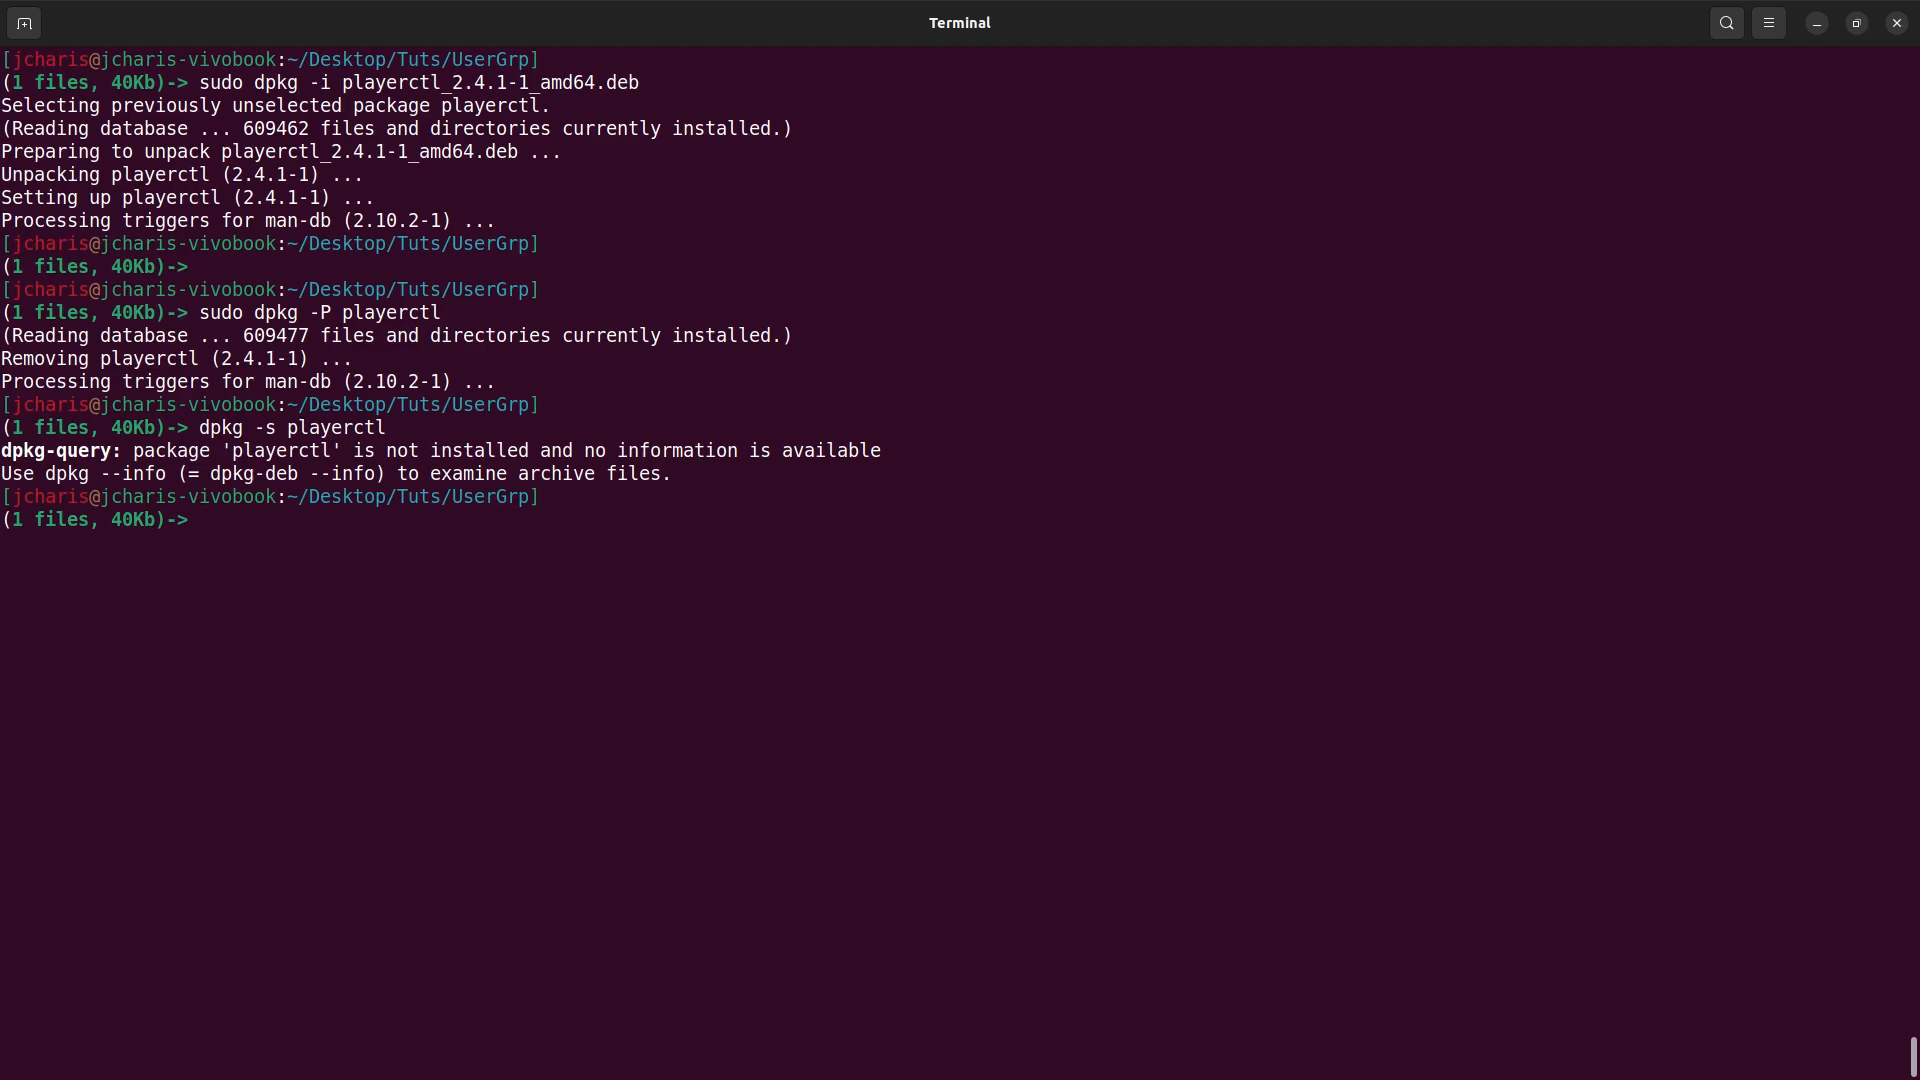 Terminal
[jcharis@jcharis-vivobook:~/Desktop/Tuts/UserGrp]
(1 files, 40Kb)-> sudo dpkg -i playerctl_2.4.1-1_amd64.deb
Selecting previously unselected package playerctl.
(Reading database ... 609462 files and directories currently installed.)
Preparing to unpack playerctl_2.4.1-1_amd64.deb ...
Unpacking playerctl (2.4.1-1) ...
Setting up playerctl (2.4.1-1) ...
Processing triggers for man-db (2.10.2-1) ...
[jcharis@jcharis-vivobook:~/Desktop/Tuts/UserGrp]
(1 files, 40Kb)->
[jcharis@jcharis-vivobook:~/Desktop/Tuts/UserGrp]
(1 files, 40Kb)-> sudo dpkg -P playerctl
(Reading database ... 609477 files and directories currently installed.)
Removing playerctl (2.4.1-1) ...
Processing triggers for man-db (2.10.2-1) ...
[jcharis@jcharis-vivobook:~/Desktop/Tuts/UserGrp]
(1 files, 40Kb)-> dpkg -s playerctl
dpkg-query: package 'playerctl' is not installed and no information is available
Use dpkg --info (= dpkg-deb --info) to examine archive files.
[jcharis@jcharis-vivobook:~/Desktop/Tuts/UserGrp]
(1 files, 40Kb)->